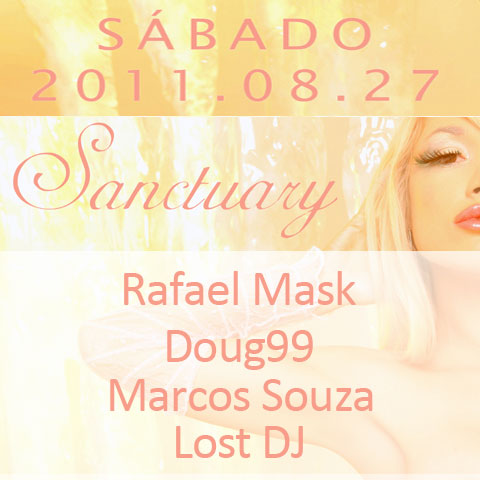 SÁBADO
2011.08.27
Sanctuary
Rafael Mask
Doug99
Marcos Souza
Lost DJ